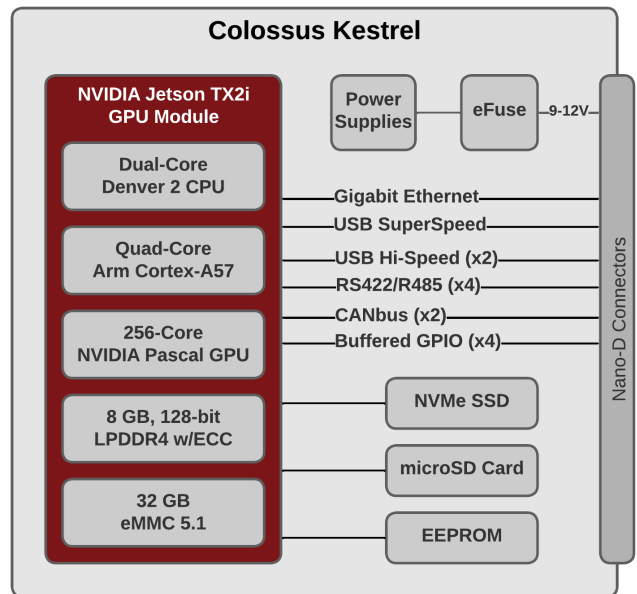 Colossus Kestrel
NVIDIA Jetson TX2i
GPU Module
Dual-Core
Denver 2 CPU
Quad-Core
Arm Cortex-A57
256-Core
NVIDIA Pascal GPU
8 GB, 128-bit
LPDDR4 w/ECC
32 GB
eMMC 5.1
Power
Supplies
eFuse
9-12V
Gigabit Ethernet
USB SuperSpeed
USB Hi-Speed (x2)
RS422/R485 (x4)
CANbus (x2)
Buffered GPIO (x4)
NVMe SSD
microSD Card
EEPROM
Nano-D Connectors